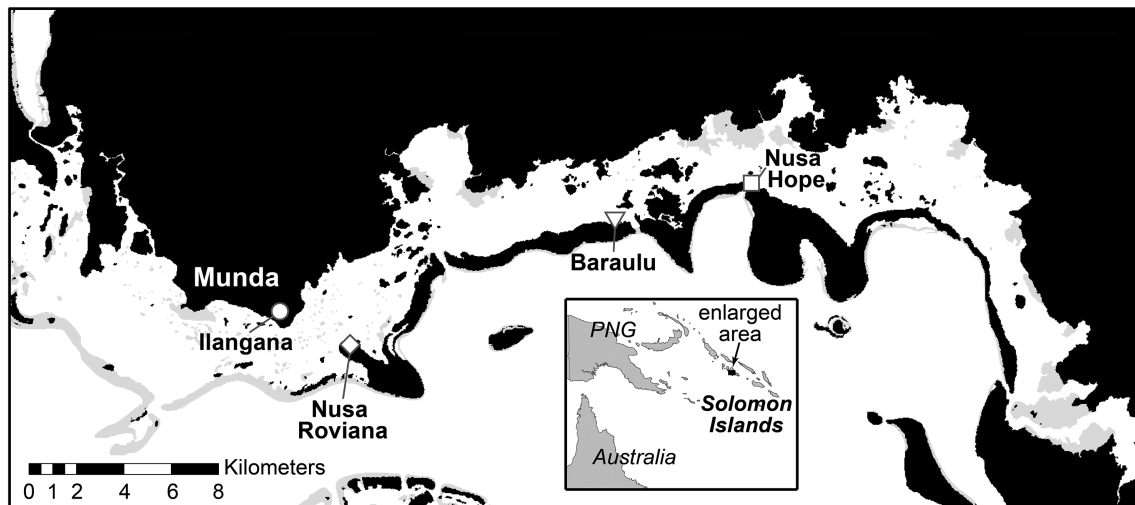 Nusa
Hope
Baraulu
Munda
Ilangana
Nusa
Roviana
PNG
enlarged
area
Solomon
Islands
Australia
Kilometers
0 1 2 4 6 8